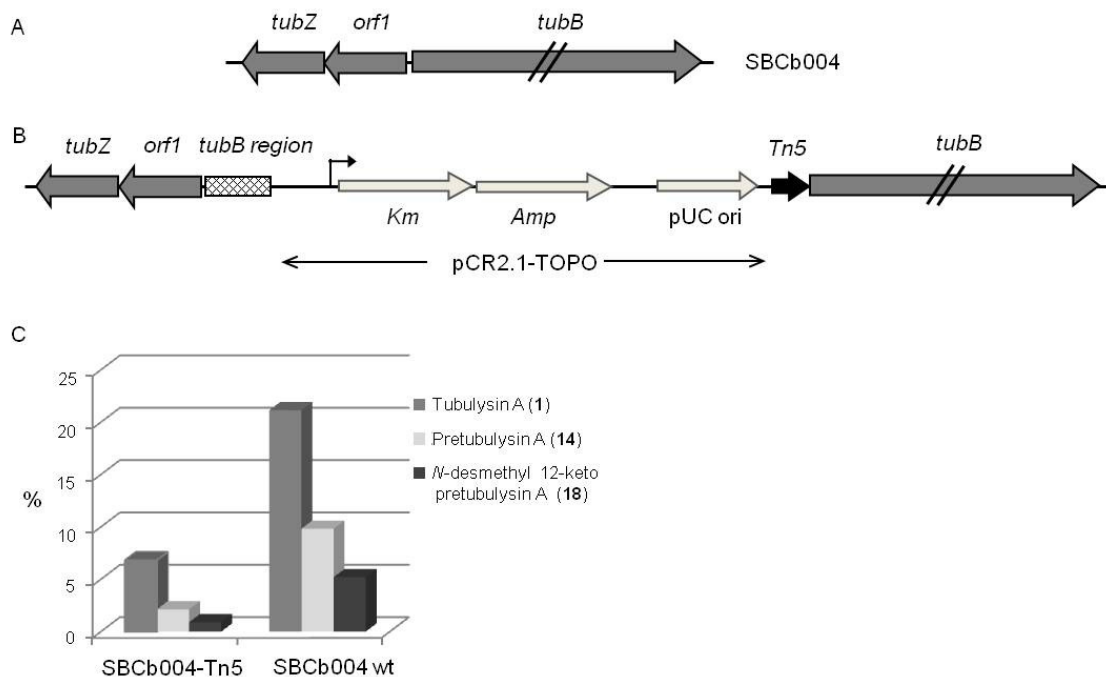 A
tubZ orf1 tubB
SBCb004
B
tubZ orf1 tubB region Tn5 tubB
Km Amp pUC ori
pCR2.1-TOPO
C
25
20
15
10
5
0
%
Tubulysin A (1)
Pretubulysin A (14)
N-desmethyl 12-keto
pretubulysin A (18)
SBCb004-Tn5 SBCb004 wt